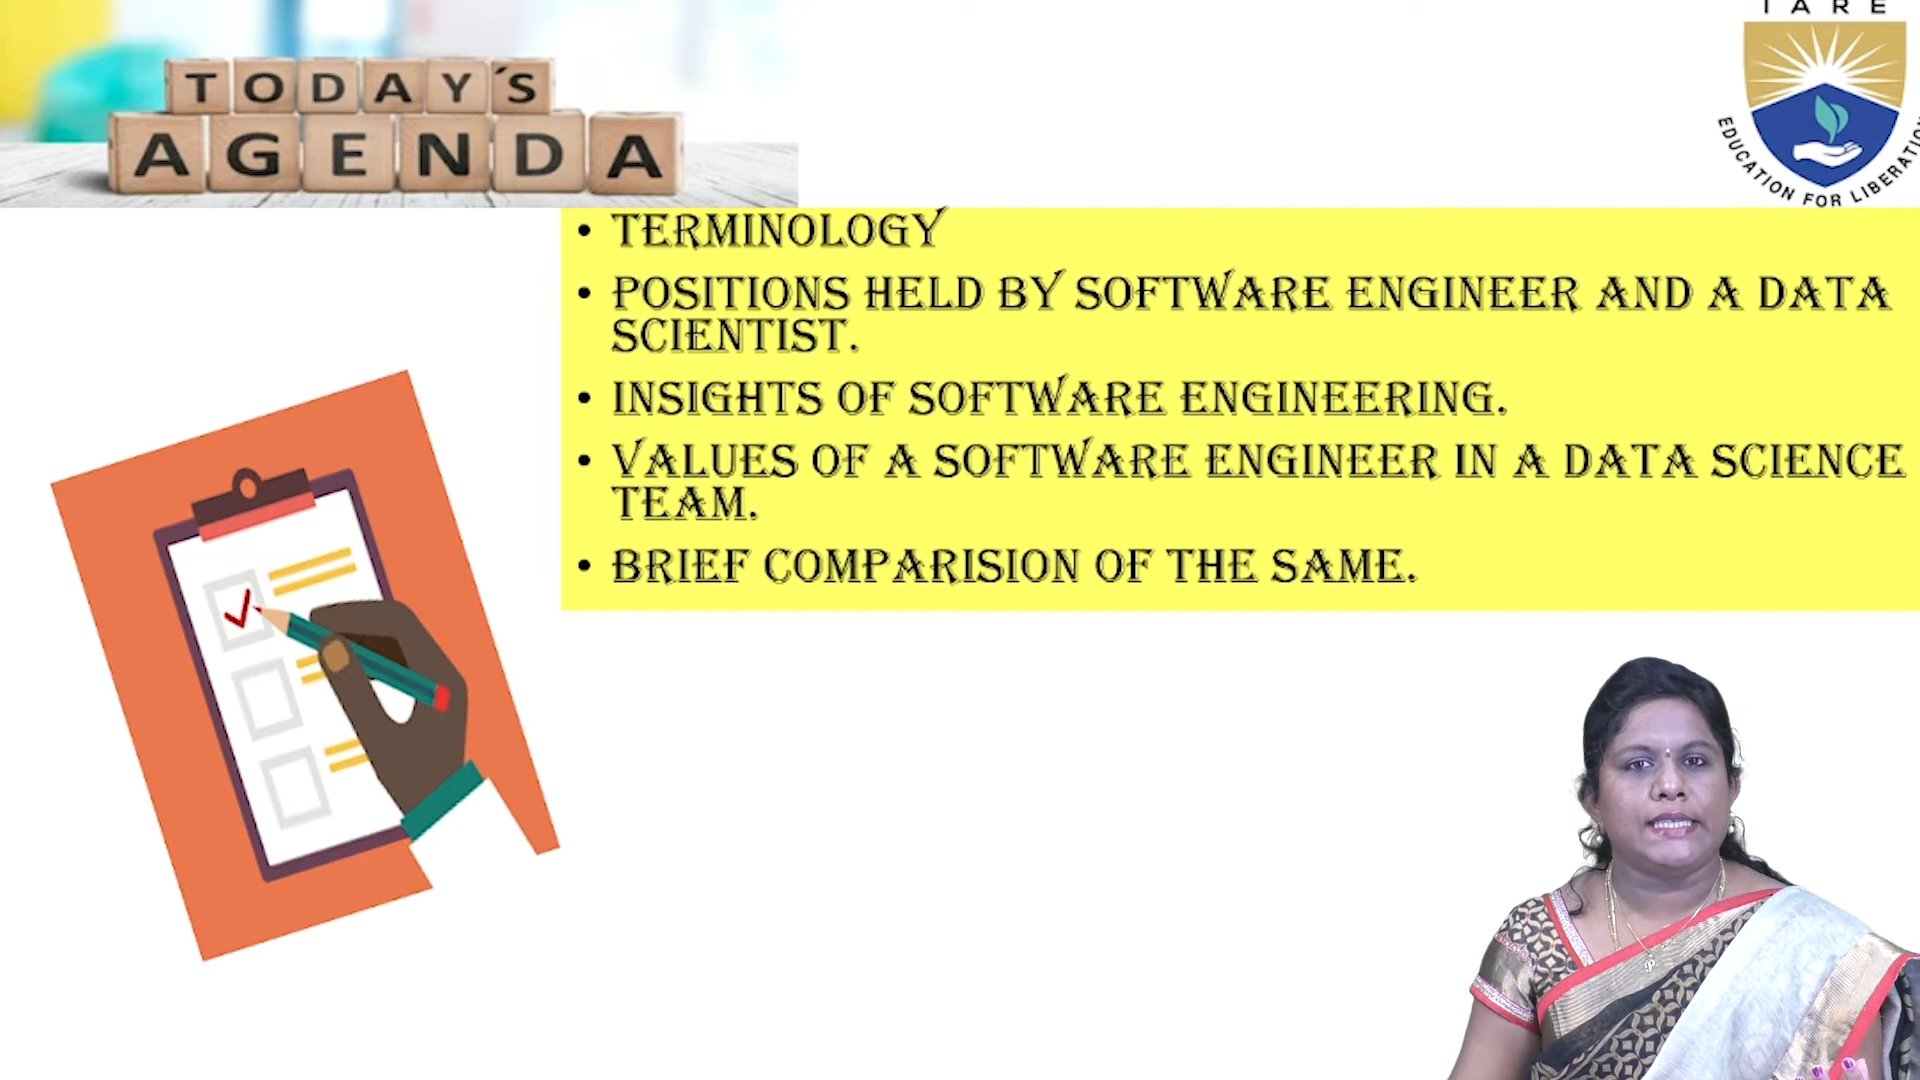 TODAY'S
AGENDA
IARE
EDUCATION FOR LIBERATION
• TERMINOLOGY
• POSITIONS HELD BY SOFTWARE ENGINEER AND A DATA
SCIENTIST.
• INSIGHTS OF SOFTWARE ENGINEERING.
• VALUES OF A SOFTWARE ENGINEER IN A DATA SCIENCE
TEAM.
• BRIEF COMPARISION OF THE SAME.